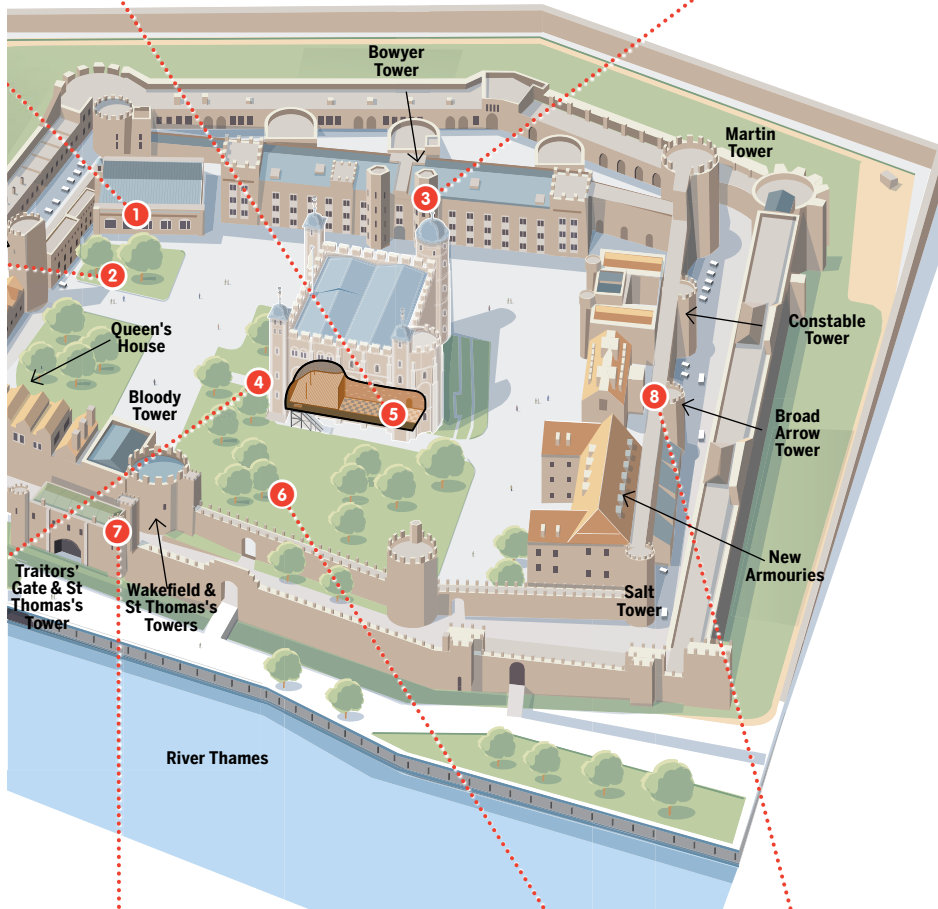 Bowyer
Tower
Martin
Tower
3
1
2
Constable
Tower
Queen's
House
4
8
Bloody
Tower
5
Broad
Arrow
Tower
6
7
New
Armouries
Traitors'
Gate & St
Thomas's
Tower
Wakefield &
St Thomas's
Towers
Salt
Tower
River Thames